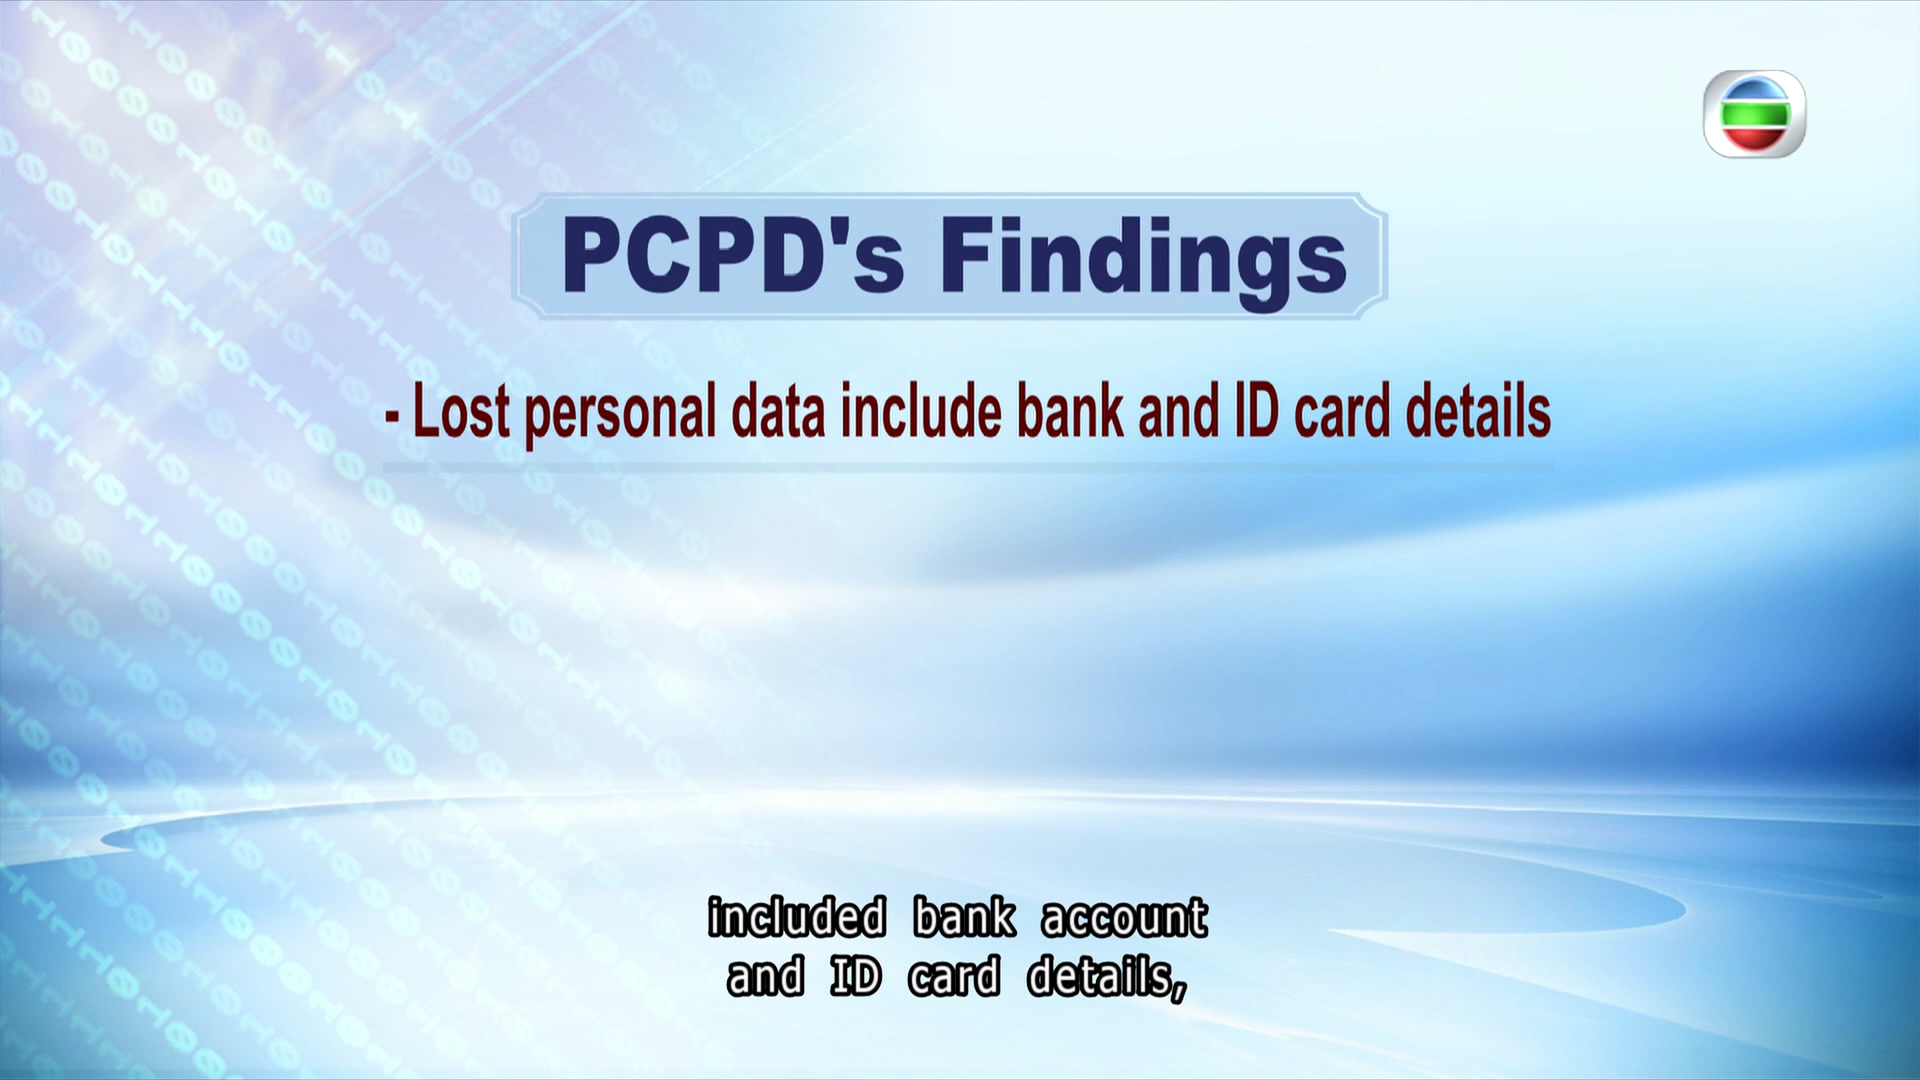 PCPD's Findings
- Lost personal data include bank and ID card details
included bank account
and ID card details,